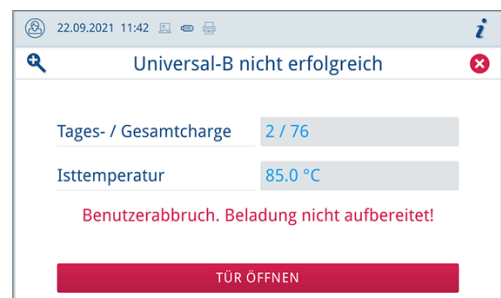 22.09.2021 11:42
i
Universal-B nicht erfolgreich
Tages- / Gesamtcharge 2 / 76
Isttemperatur 85.0 °C
Benutzerabbruch. Beladung nicht aufbereitet!
TÜR ÖFFNEN